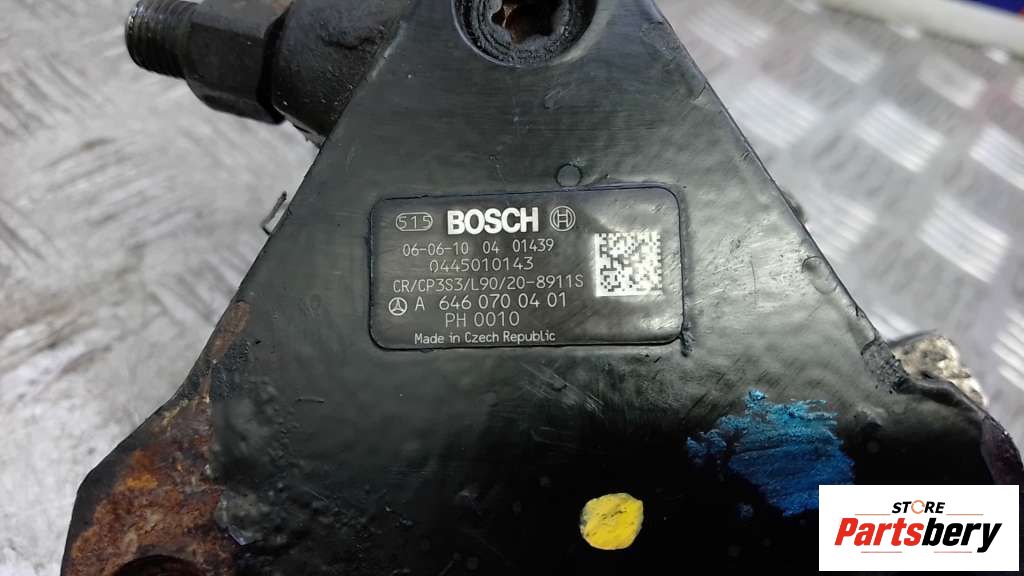 515 BOSCH
06-06-10 04 01439
0445010143
CR/CP3S3/L90/20-8911S
A 646 070 04 01
PH 0010
Made in Czech Republic
STORE
Partsbery